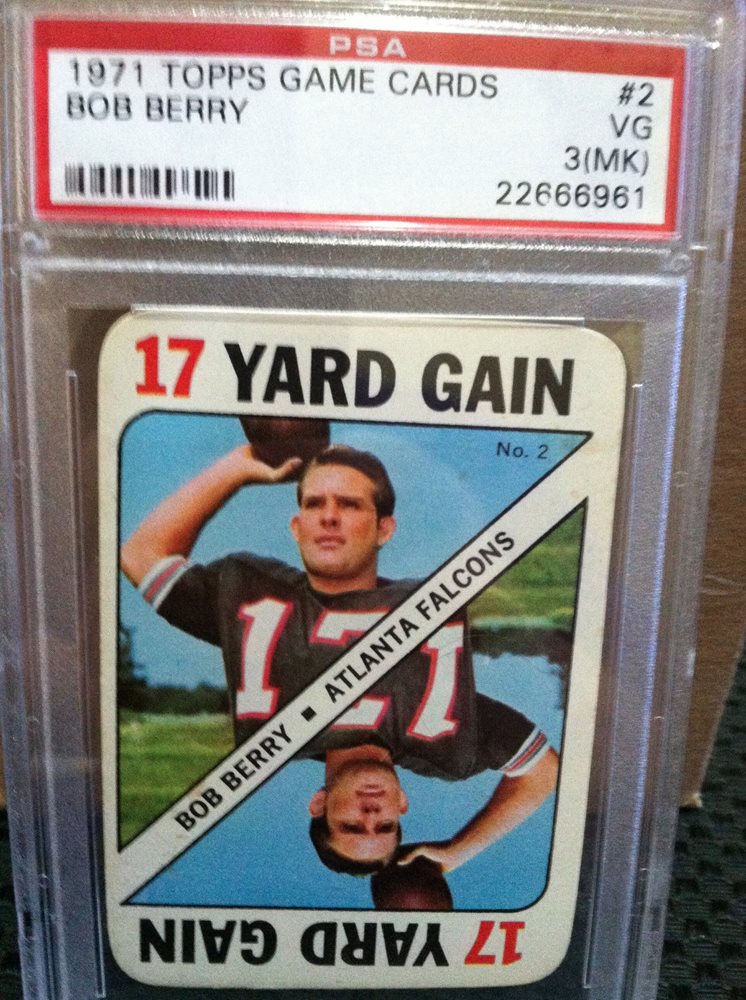 PSA
1971 TOPPS GAME CARDS #2
BOB BERRY VG
3(MK)
22666961
17 YARD GAIN
No. 2
BOB BERRY ■ ATLANTA FALCONS
17
17 YARD GAIN